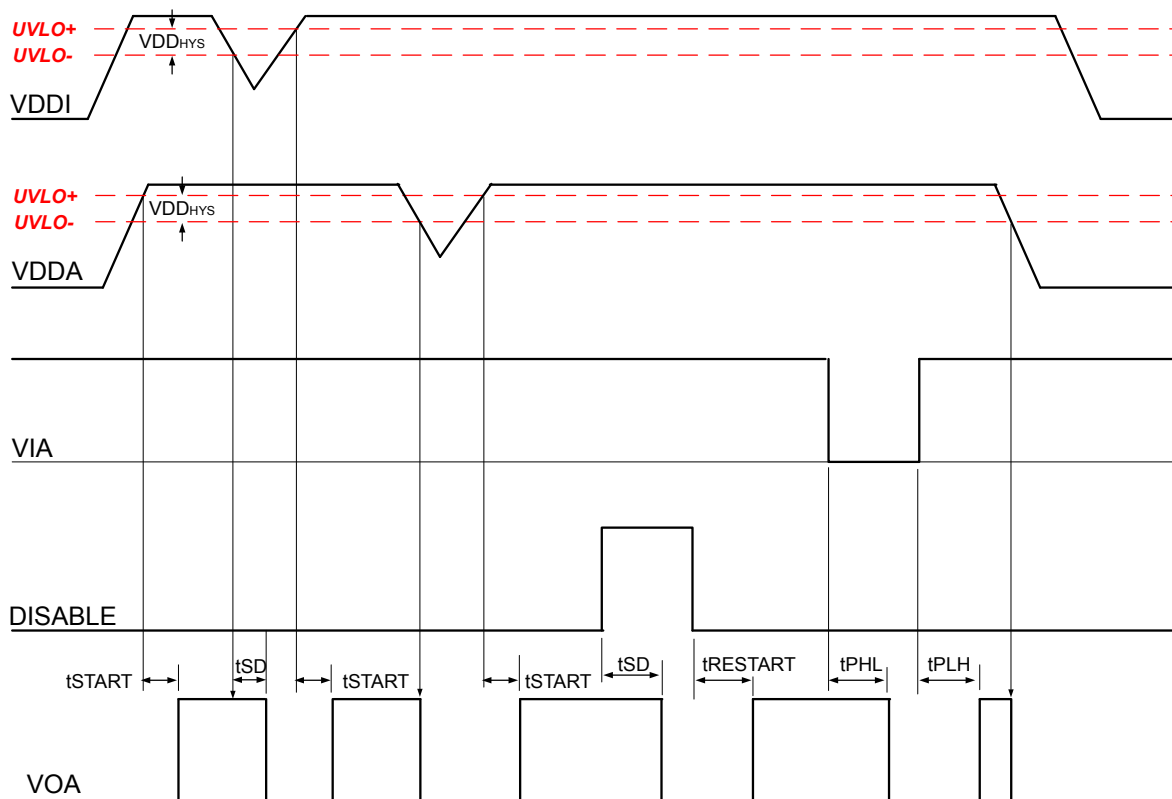 UVLO+
VDDHYS
UVLO-
VDDI
UVLO+
VDDHYS
UVLO-
VDDA
VIA
DISABLE
tSTART
tSD
tSTART
tSTART
tSD
tRESTART
tPHL
tPLH
VOA